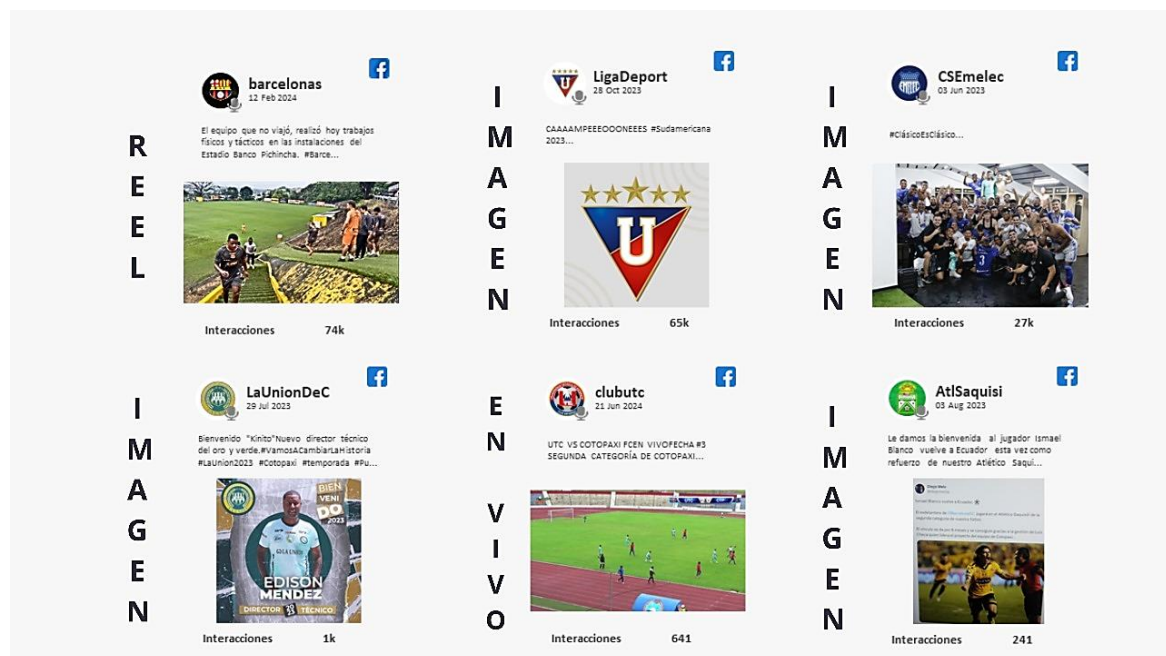 REEL
barcelonas
12 Feb 2024
El equipo que no viajó, realizó hoy trabajos
físicos y tácticos en las instalaciones del
Estadio Banco Pichincha. #Barce...
Interacciones 74k
IMAGEN
LigaDeport
28 Oct 2023
CAAAAMPEEEOOONEEES #Sudamericana
2023...
U
Interacciones 65k
IMAGEN
CSEmelec
03 Jun 2023
#ClásicoEsClásico...
EMELEC
3
Interacciones 27k
IMAGEN
LaUnionDeC
29 Jul 2023
Bienvenido "Kinito"Nuevo director técnico
del oro y verde.#VamosACambiarLaHistoria
#LaUnion2023 #Cotopaxi #temporada #Pu...
BIEN
VENI
DO
2023
EDISON
MENDEZ
DIRECTOR 2023 TÉCNICO
Interacciones 1k
EN VIVO
clubutc
21 Jun 2024
UTC VS COTOPAXI FCEN VIVOFECHA #3
SEGUNDA CATEGORÍA DE COTOPAXI...
Interacciones 641
IMAGEN
AtlSaquisi
03 Aug 2023
Le damos la bienvenida al jugador Ismael
Blanco vuelve a Ecuador esta vez como
refuerzo de nuestro Atlético Saqui...
Interacciones 241